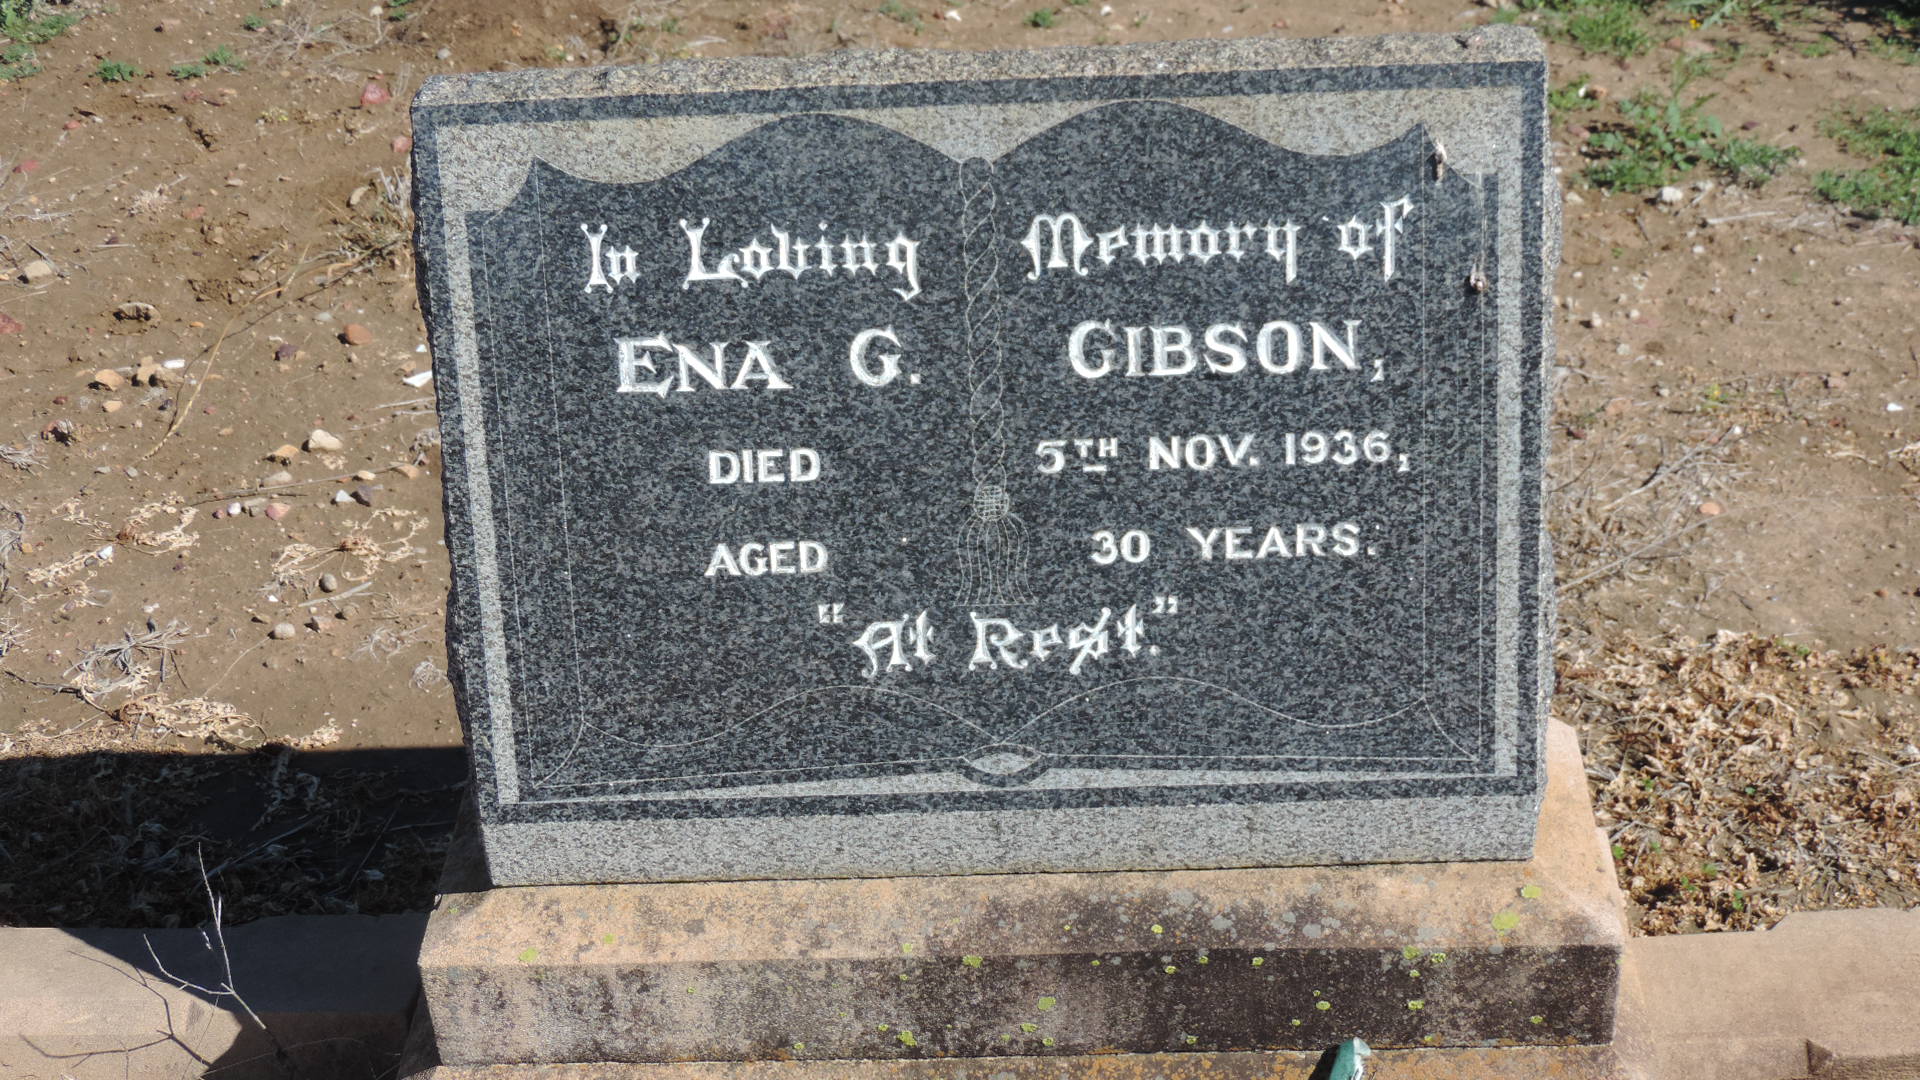 In Loving Memory of
ENA G. GIBSON,
DIED 5TH NOV. 1936,
AGED 30 YEARS.
"At Rest."